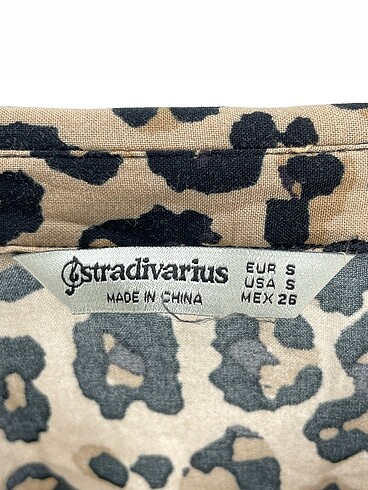 stradivarius
MADE IN CHINA
EUR S
USA S
MEX 26